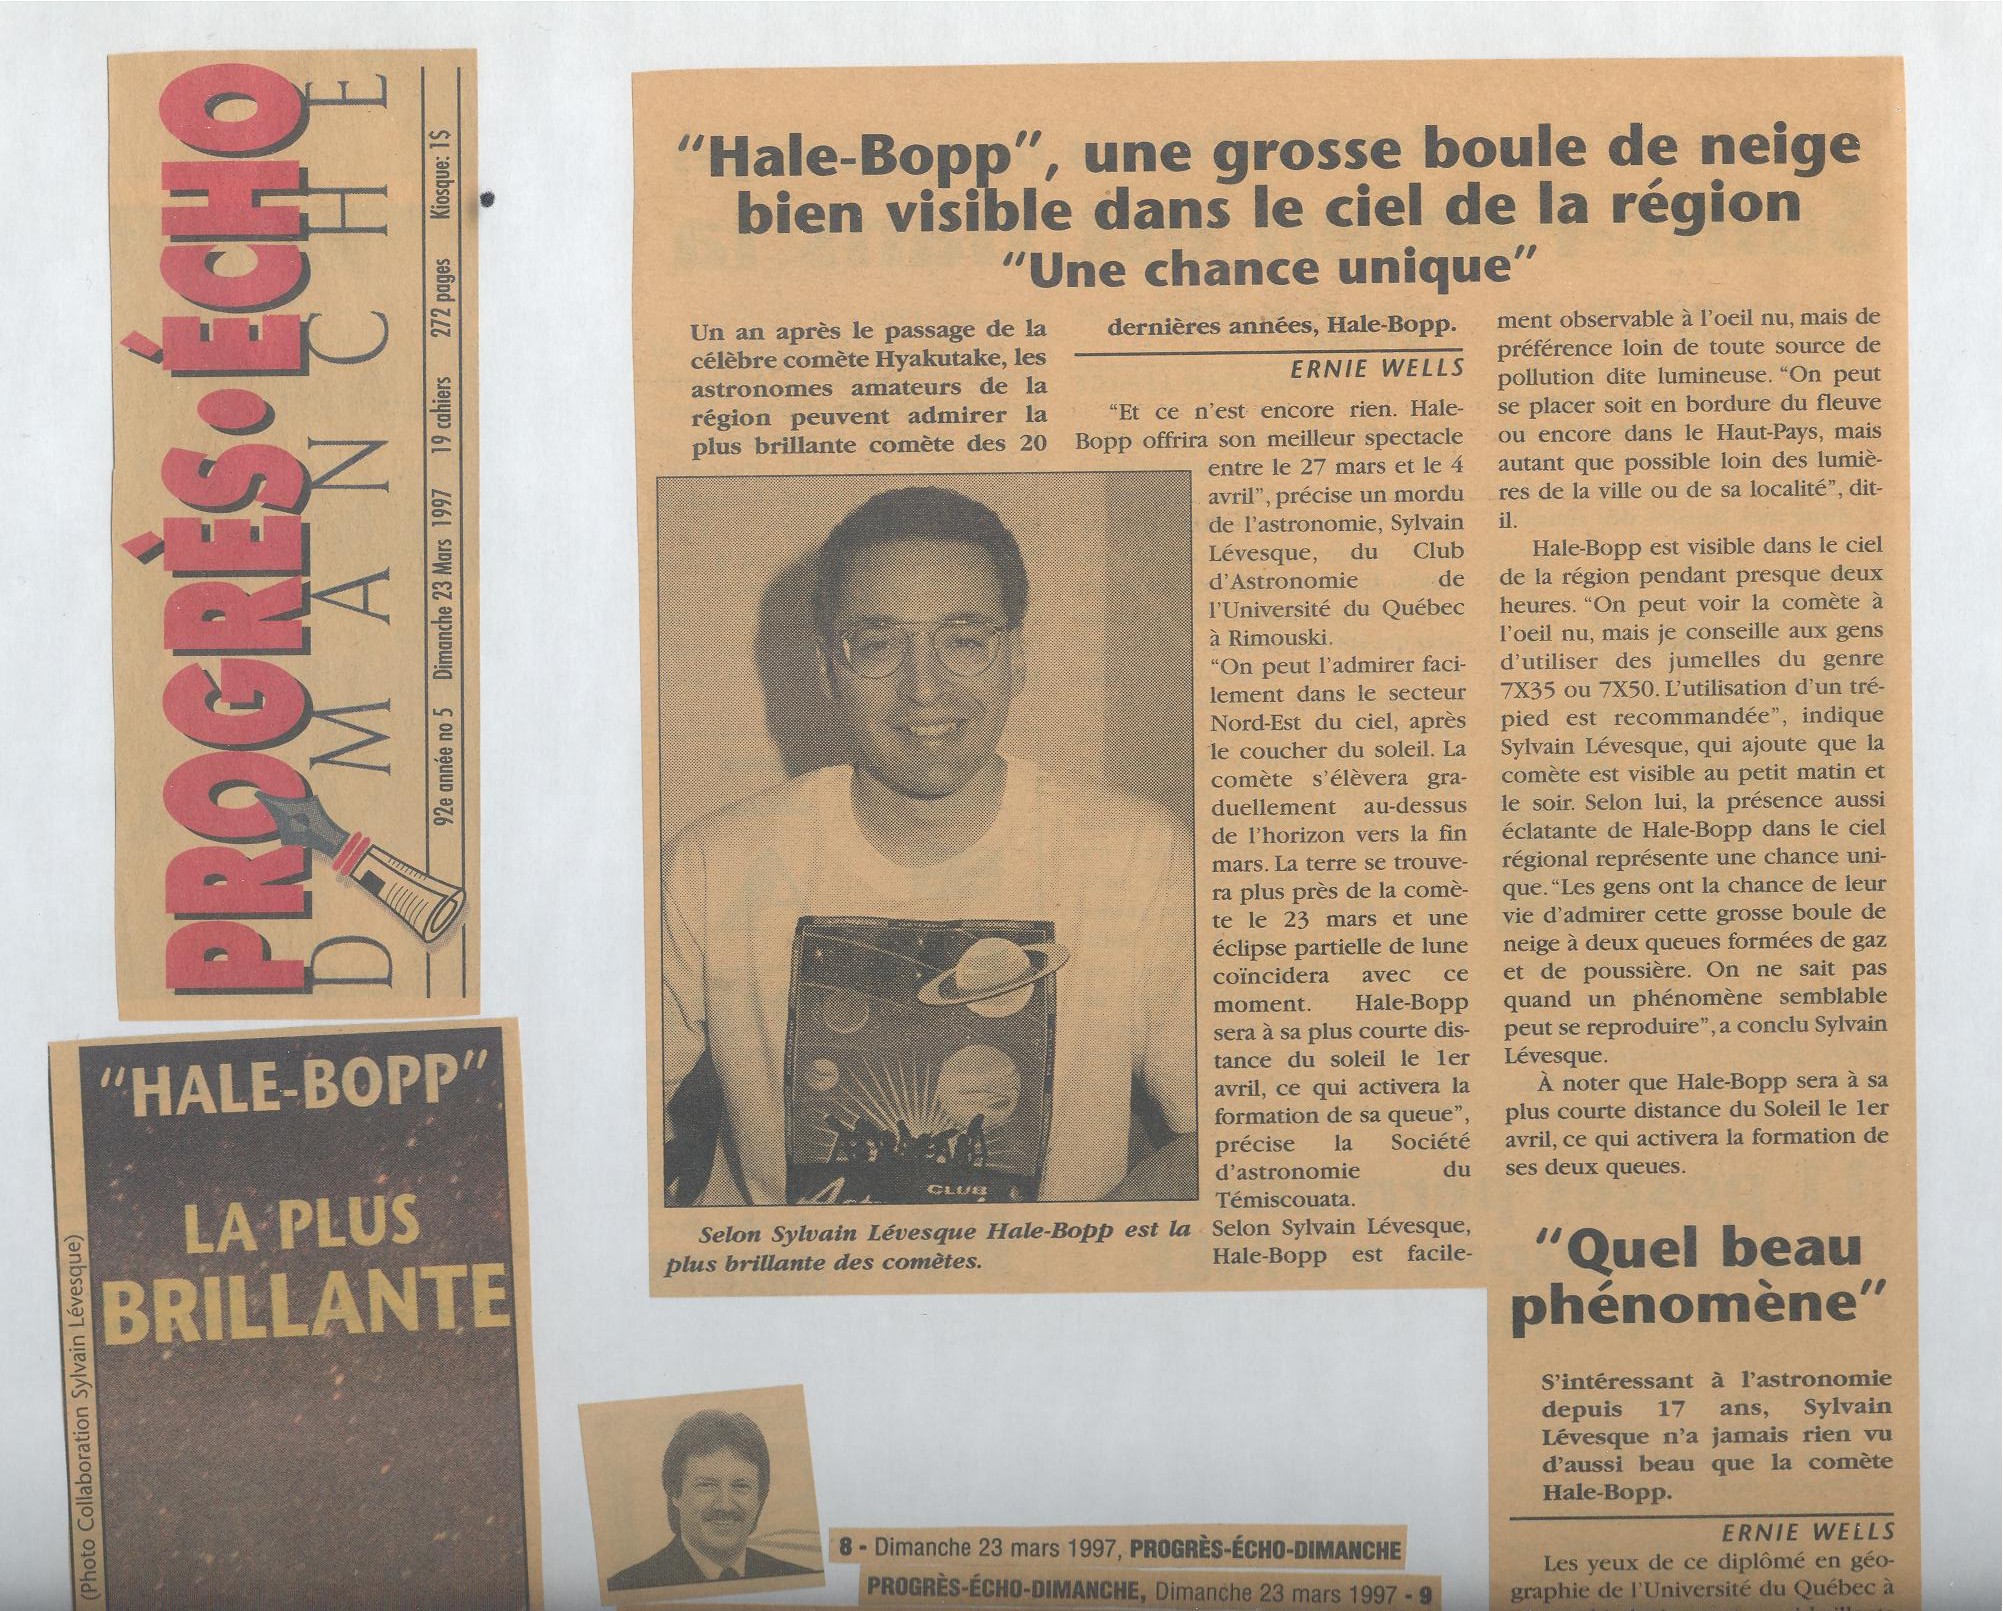 PROGRÈS·ÉCHO
DIMANCHE
92e année no 5 Dimanche 23 Mars 1997 19 cahiers 272 pages Kiosque: 1$
"HALE-BOPP"
LA PLUS
BRILLANTE
(Photo Collaboration Sylvain Lévesque)
"Hale-Bopp", une grosse boule de neige
bien visible dans le ciel de la région
"Une chance unique"
Un an après le passage de la
célèbre comète Hyakutake, les
astronomes amateurs de la
région peuvent admirer la
plus brillante comète des 20
dernières années, Hale-Bopp.
ERNIE WELLS
"Et ce n'est encore rien. Hale-
Bopp offrira son meilleur spectacle
entre le 27 mars et le 4
avril", précise un mordu
de l'astronomie, Sylvain
Lévesque, du Club
d'Astronomie de
l'Université du Québec
à Rimouski.
"On peut l'admirer faci-
lement dans le secteur
Nord-Est du ciel, après
le coucher du soleil. La
comète s'élèvera gra-
duellement au-dessus
de l'horizon vers la fin
mars. La terre se trouve-
ra plus près de la comè-
te le 23 mars et une
éclipse partielle de lune
coïncidera avec ce
moment. Hale-Bopp
sera à sa plus courte dis-
tance du soleil le 1er
avril, ce qui activera la
formation de sa queue",
précise la Société
d'astronomie du
Témiscouata.
Selon Sylvain Lévesque,
Hale-Bopp est facile-
CLUB
Selon Sylvain Lévesque Hale-Bopp est la
plus brillante des comètes.
ment observable à l'oeil nu, mais de
préférence loin de toute source de
pollution dite lumineuse. "On peut
se placer soit en bordure du fleuve
ou encore dans le Haut-Pays, mais
autant que possible loin des lumiè-
res de la ville ou de sa localité", dit-
il.
Hale-Bopp est visible dans le ciel
de la région pendant presque deux
heures. "On peut voir la comète à
l'oeil nu, mais je conseille aux gens
d'utiliser des jumelles du genre
7X35 ou 7X50. L'utilisation d'un tré-
pied est recommandée", indique
Sylvain Lévesque, qui ajoute que la
comète est visible au petit matin et
le soir. Selon lui, la présence aussi
éclatante de Hale-Bopp dans le ciel
régional représente une chance uni-
que. "Les gens ont la chance de leur
vie d'admirer cette grosse boule de
neige à deux queues formées de gaz
et de poussière. On ne sait pas
quand un phénomène semblable
peut se reproduire", a conclu Sylvain
Lévesque.
À noter que Hale-Bopp sera à sa
plus courte distance du Soleil le 1er
avril, ce qui activera la formation de
ses deux queues.
"Quel beau
phénomène"
S'intéressant à l'astronomie
depuis 17 ans, Sylvain
Lévesque n'a jamais rien vu
d'aussi beau que la comète
Hale-Bopp.
ERNIE WELLS
Les yeux de ce diplômé en géo-
graphie de l'Université du Québec à
8 - Dimanche 23 mars 1997, PROGRÈS-ÉCHO-DIMANCHE
PROGRÈS-ÉCHO-DIMANCHE, Dimanche 23 mars 1997 - 9